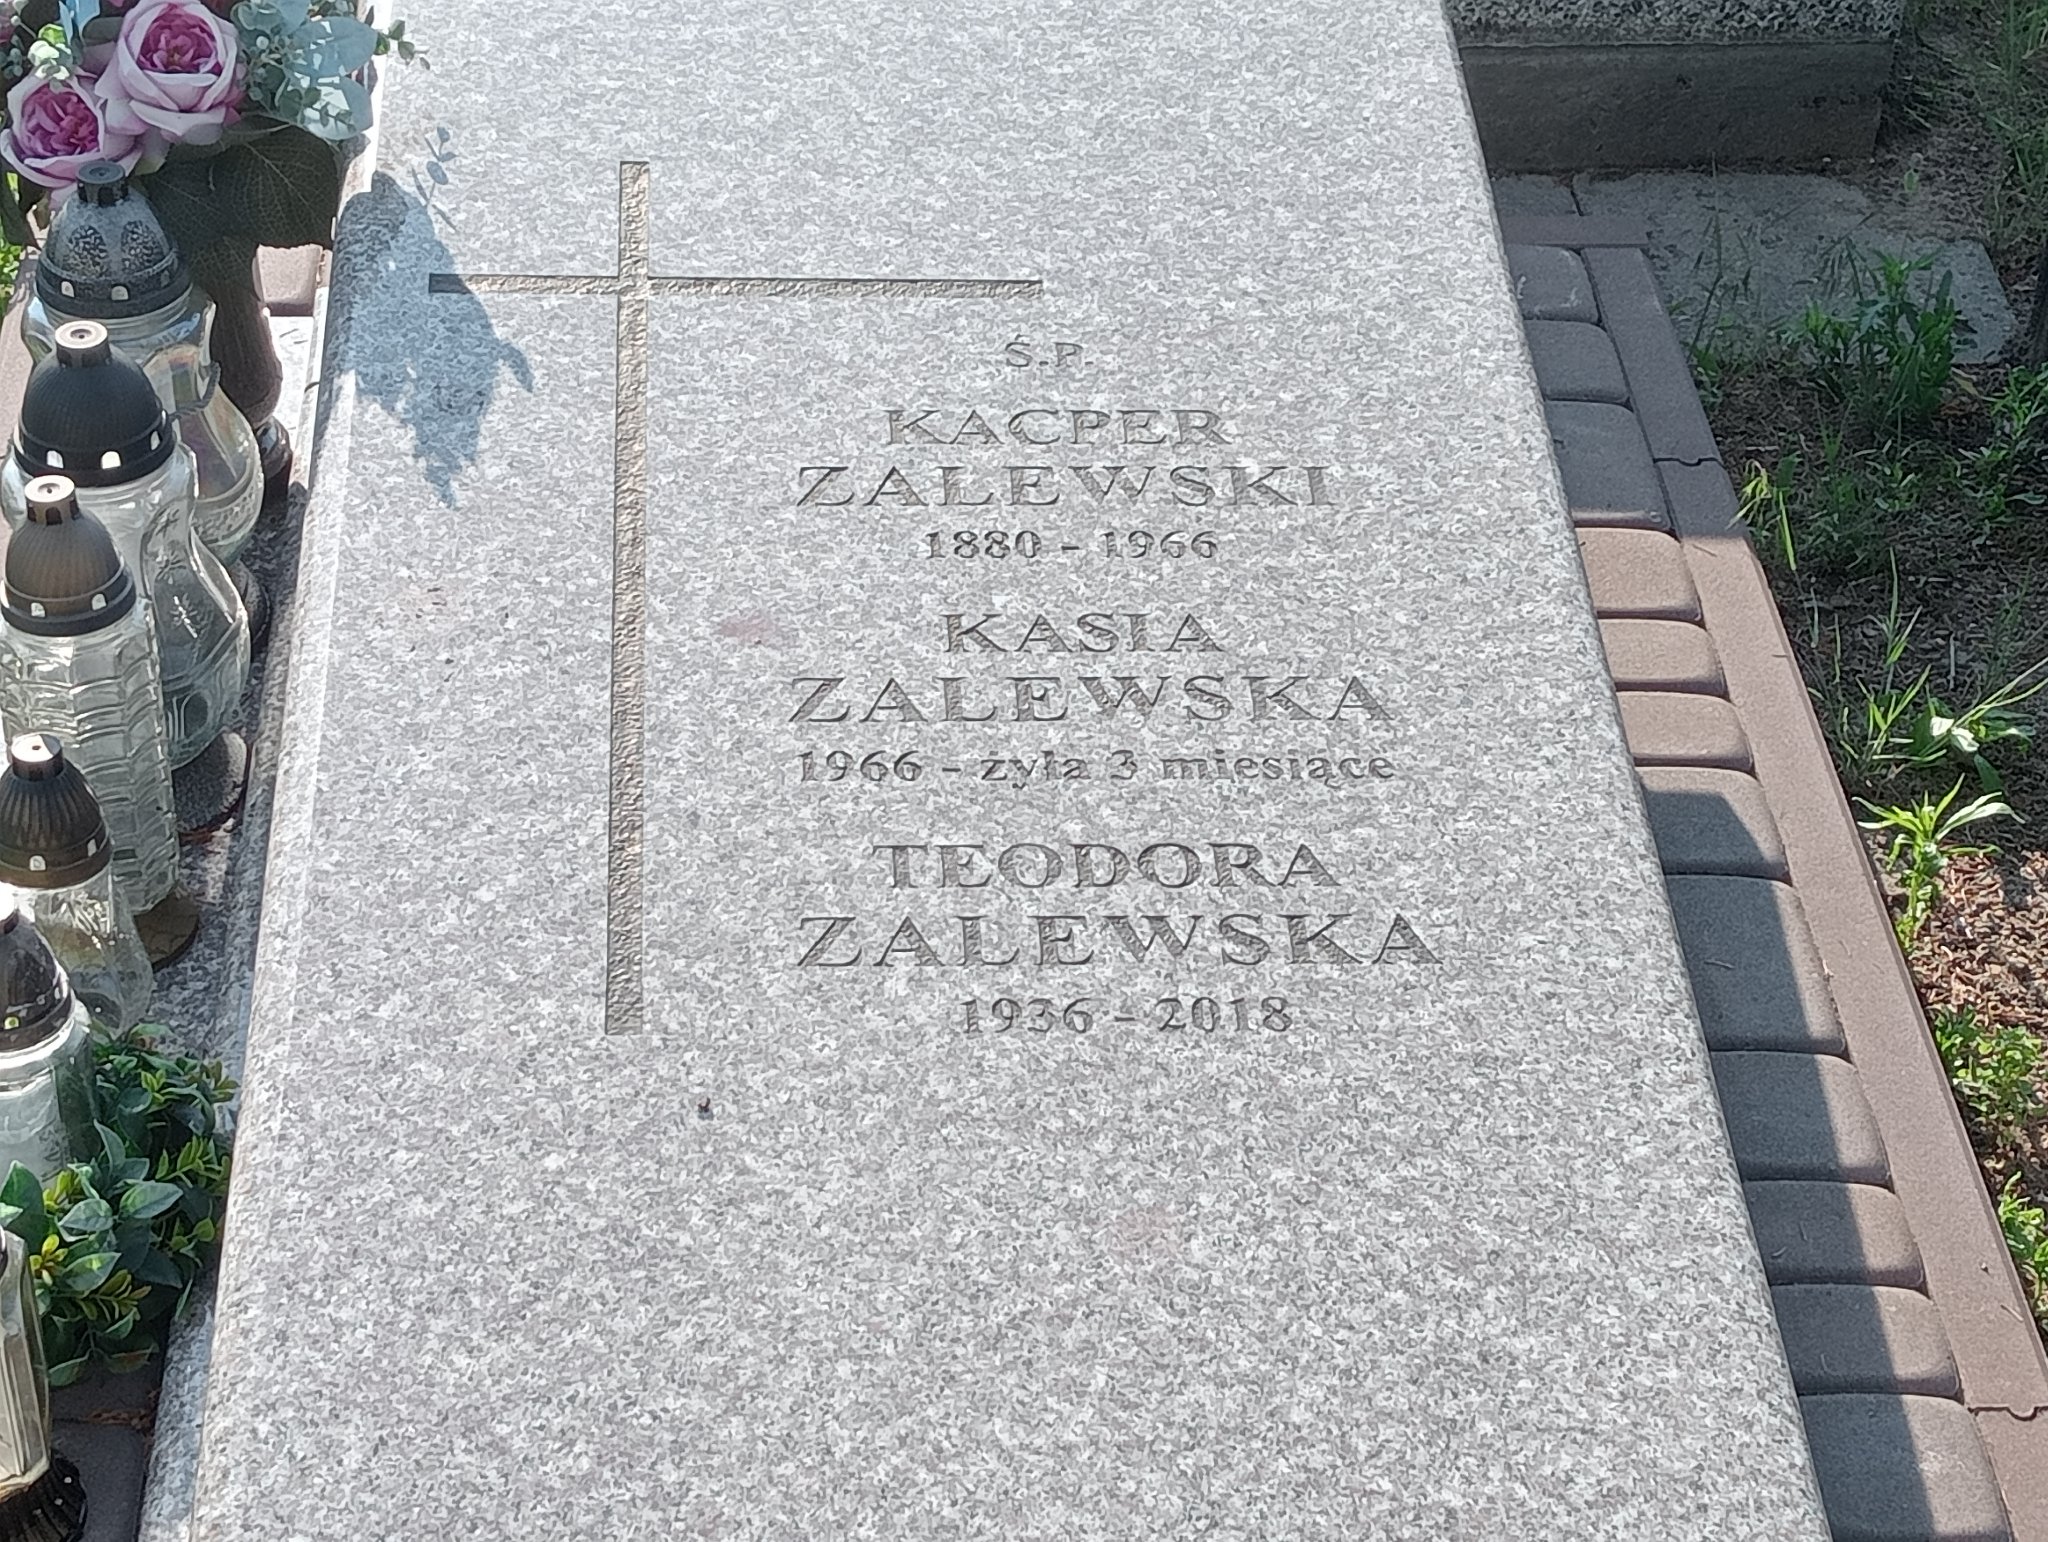 Ś.P.
KACPER
ZALEWSKI
1880 - 1966
KASIA
ZALEWSKA
1966 - żyła 3 miesiące
TEODORA
ZALEWSKA
1936 - 2018